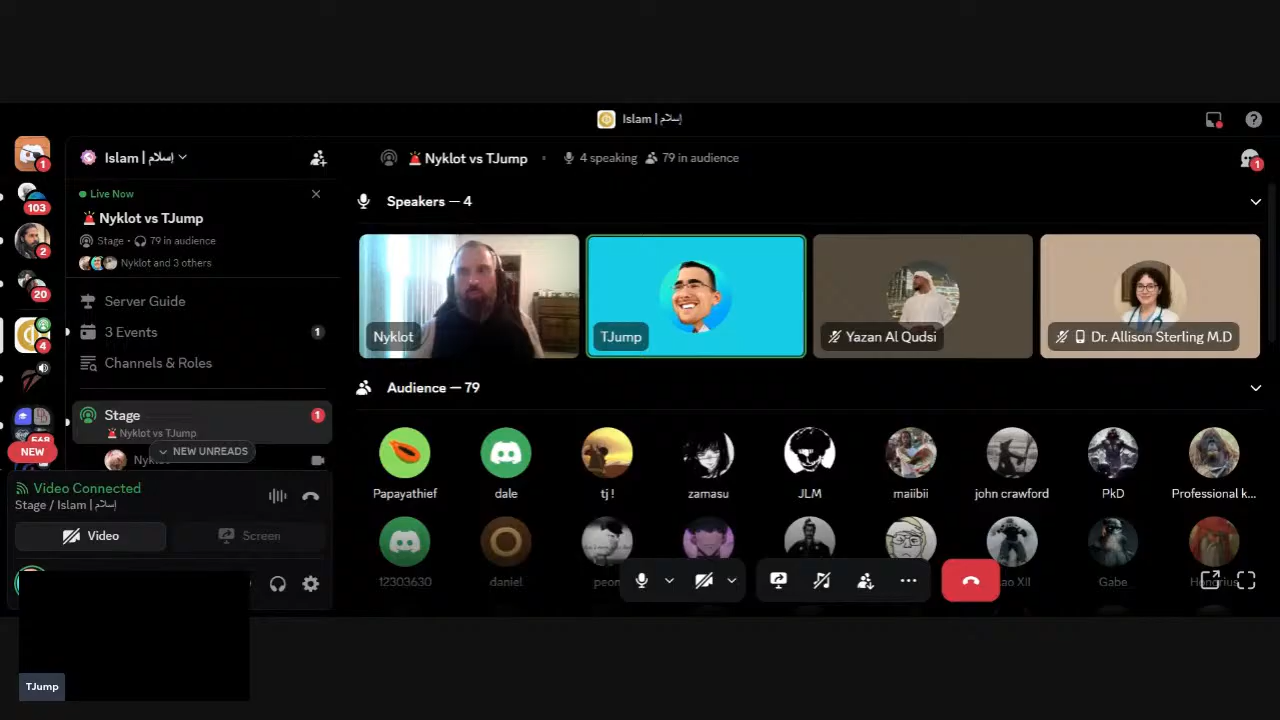 Islam | إسلام
1
103
2
20
4
568
NEW
Islam | إسلام
Live Now
🚨 Nyklot vs TJump
Stage • 79 in audience
Nyklot and 3 others
Server Guide
3 Events
1
Channels & Roles
Stage
1
🚨 Nyklot vs TJump
NEW UNREADS
Video Connected
Stage / Islam | إسلام
Video
Screen
TJump
🚨 Nyklot vs TJump • 4 speaking 79 in audience
1
Speakers — 4
Nyklot
TJump
Yazan Al Qudsi
Dr. Allison Sterling M.D
Audience — 79
Papayathief
dale
tj !
zamasu
JLM
maiibii
john crawford
PkD
Professional k...
12303630
daniel
Gabe